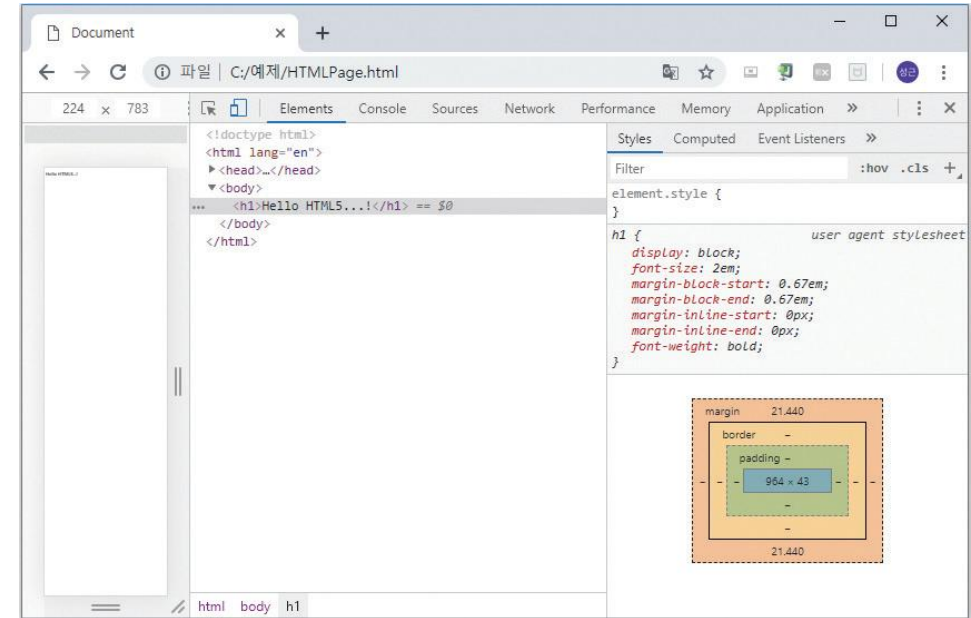 Document
파일 | C:/예제/HTMLPage.html
성근
224 x 783
Elements Console Sources Network Performance Memory Application »
<!doctype html>
<html lang="en">
▶<head>…</head>
▼<body>
... <h1>Hello HTML5...!</h1> == $0
</body>
</html>
html body h1
Hello HTML5...!
Styles Computed Event Listeners »
Filter :hov .cls +
element.style {
}
h1 { user agent stylesheet
display: block;
font-size: 2em;
margin-block-start: 0.67em;
margin-block-end: 0.67em;
margin-inline-start: 0px;
margin-inline-end: 0px;
font-weight: bold;
}
margin 21.440
border –
padding –
– – – 964 × 43 – – –
–
–
21.440